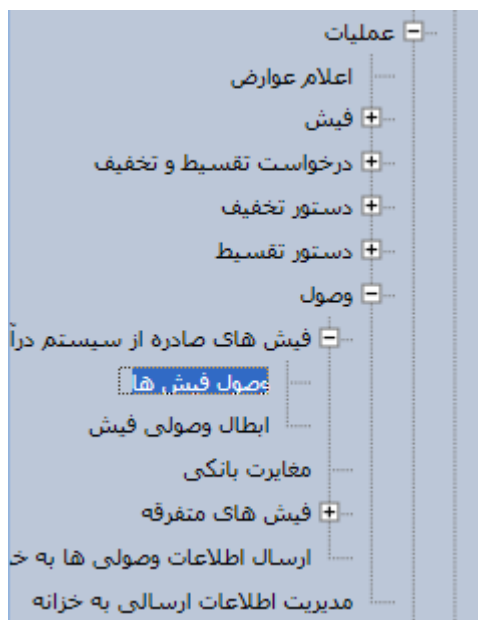 عملیات
اعلام عوارض
فیش
درخواست تقسیط و تخفیف
دستور تخفیف
دستور تقسیط
وصول
فیش های صادره از سیستم درآ
وصول فیش ها
ابطال وصولی فیش
مغایرت بانکی
فیش های متفرقه
ارسال اطلاعات وصولی ها به خ
مدیریت اطلاعات ارسالی به خزانه